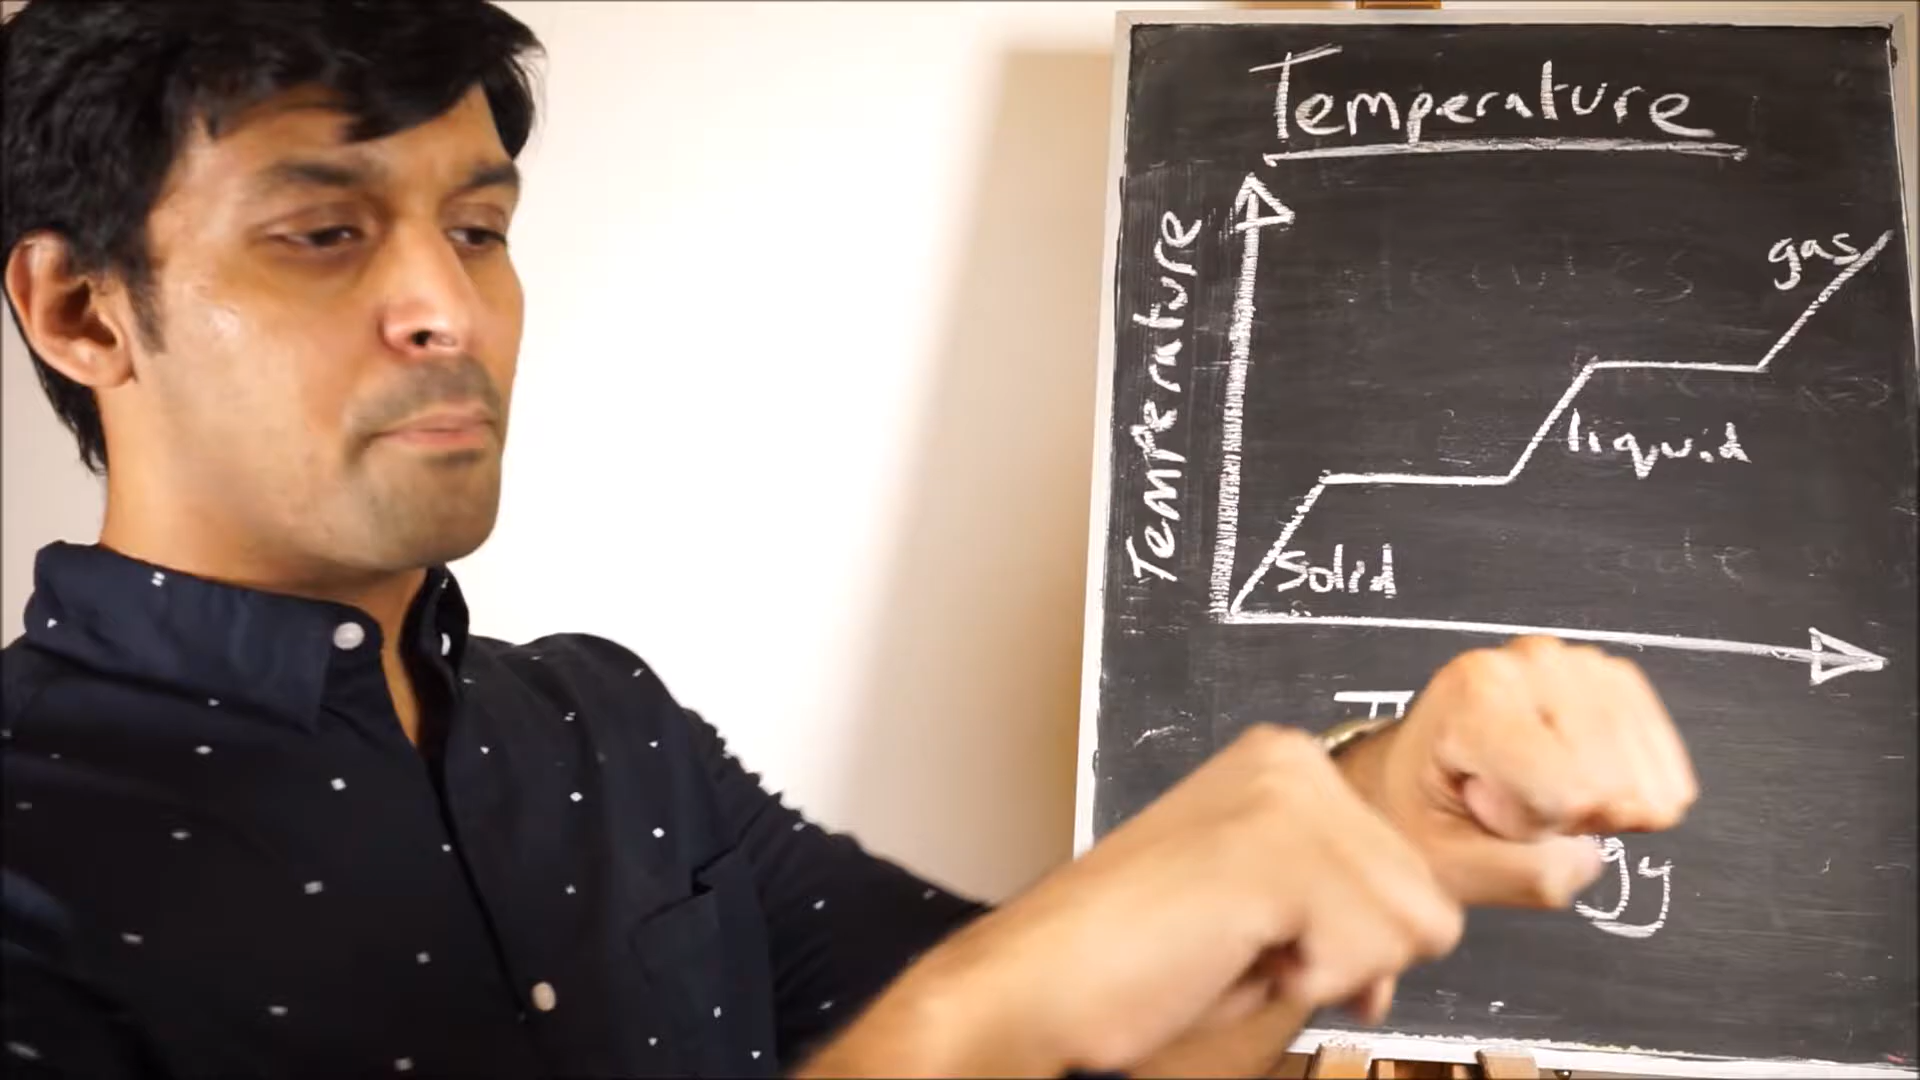 Temperature
Temperature
gas
liquid
Solid